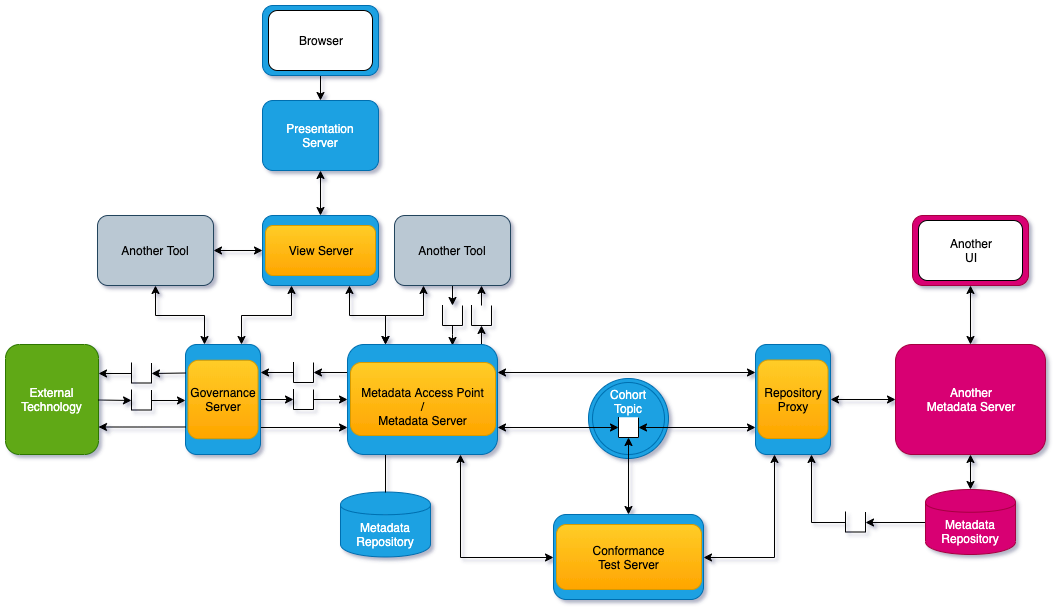 Browser
Presentation
Server
Another Tool
View Server
Another Tool
Another
UI
External
Technology
Governance
Server
Metadata Access Point
/
Metadata Server
Cohort
Topic
Repository
Proxy
Another
Metadata Server
Metadata
Repository
Conformance
Test Server
Metadata
Repository